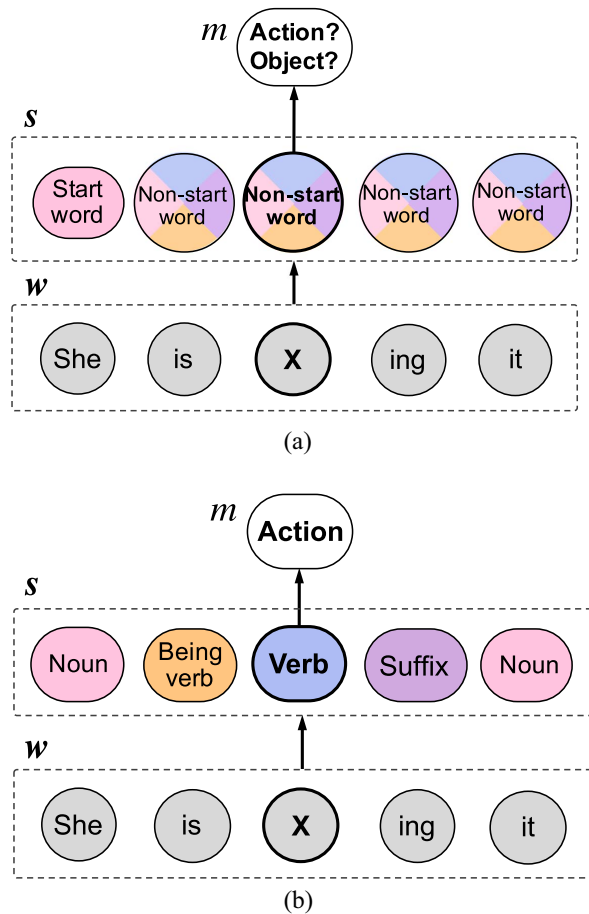 m
Action?
Object?
s
Start
word
Non-start
word
Non-start
word
Non-start
word
Non-start
word
w
She is X ing it
(a)
m
Action
s
Noun
Being
verb
Verb
Suffix
Noun
w
She is X ing it
(b)